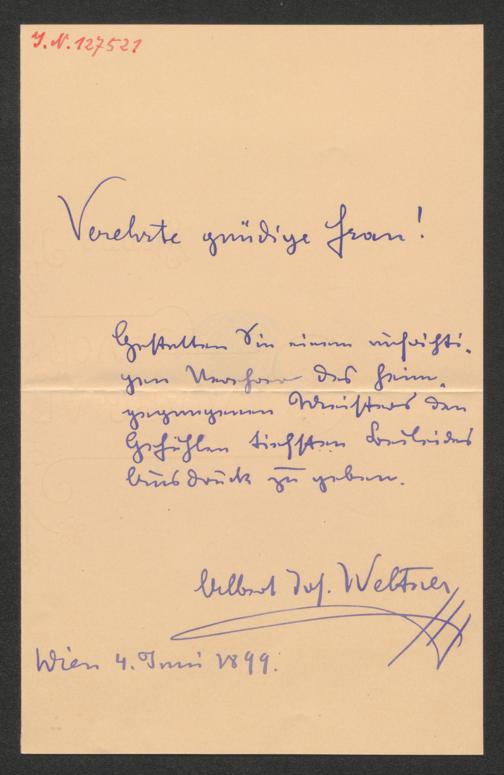 J. N. 127521
Verehrte gnädige Frau!
Gestatten Sie einem aufrichti-
gen Verehrer des heim-
gegangenen Meisters den
Gefühlen tiefsten Beileides
Ausdruck zu geben.
Albert Jos. Weltner
Wien 4. Juni 1899.